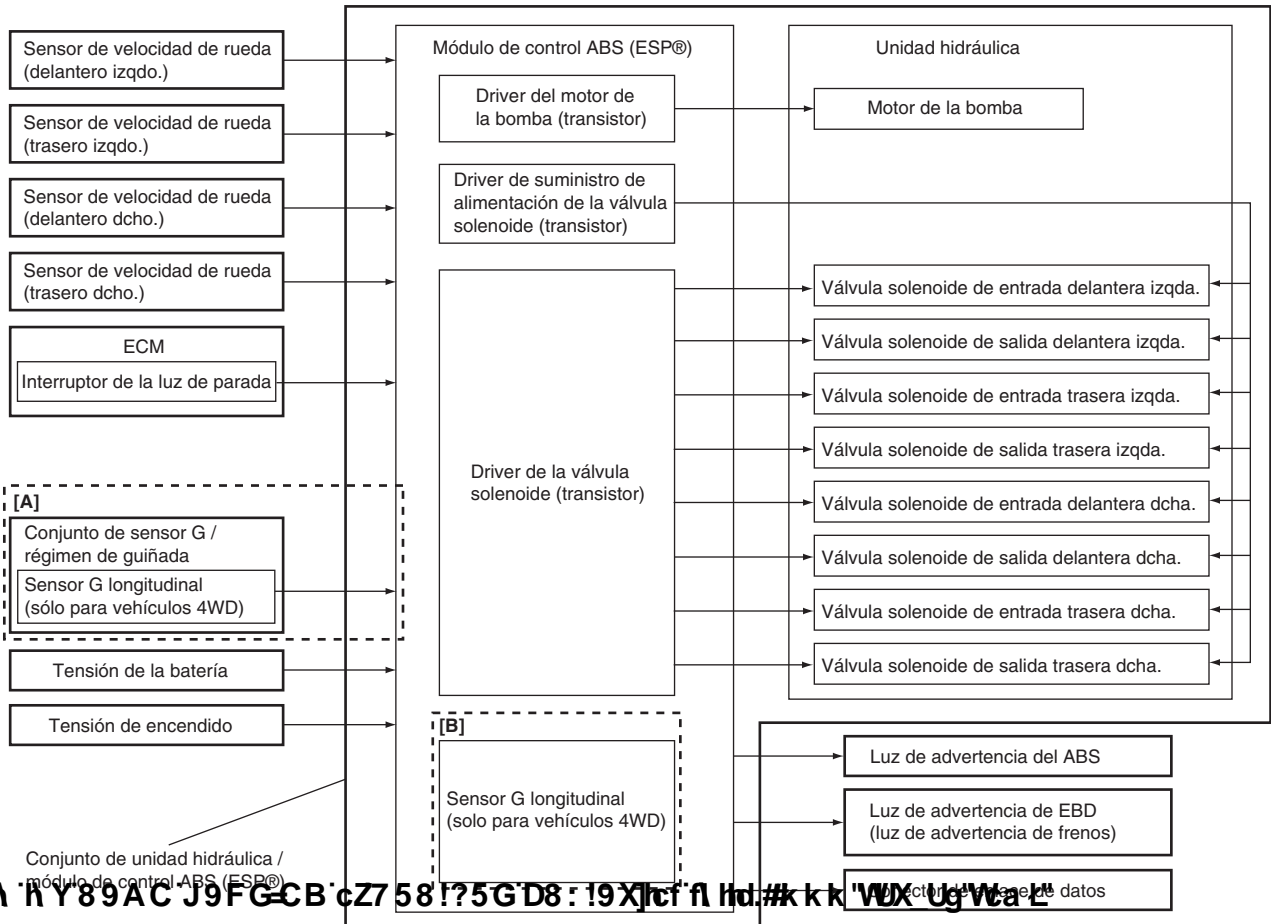 Sensor de velocidad de rueda
(delantero izqdo.)
Sensor de velocidad de rueda
(trasero izqdo.)
Sensor de velocidad de rueda
(delantero dcho.)
Sensor de velocidad de rueda
(trasero dcho.)
ECM
Interruptor de la luz de parada
[A]
Conjunto de sensor G /
régimen de guiñada
Sensor G longitudinal
(sólo para vehículos 4WD)
Tensión de la batería
Tensión de encendido
Conjunto de unidad hidráulica /
módulo de control ABS (ESP®)
Módulo de control ABS (ESP®)
Driver del motor de
la bomba (transistor)
Driver de suministro de
alimentación de la válvula
solenoide (transistor)
Driver de la válvula
solenoide (transistor)
[B]
Sensor G longitudinal
(solo para vehículos 4WD)
Unidad hidráulica
Motor de la bomba
Válvula solenoide de entrada delantera izqda.
Válvula solenoide de salida delantera izqda.
Válvula solenoide de entrada trasera izqda.
Válvula solenoide de salida trasera izqda.
Válvula solenoide de entrada delantera dcha.
Válvula solenoide de salida delantera dcha.
Válvula solenoide de entrada trasera dcha.
Válvula solenoide de salida trasera dcha.
Luz de advertencia del ABS
Luz de advertencia de EBD
(luz de advertencia de frenos)
Conector de enlace de datos